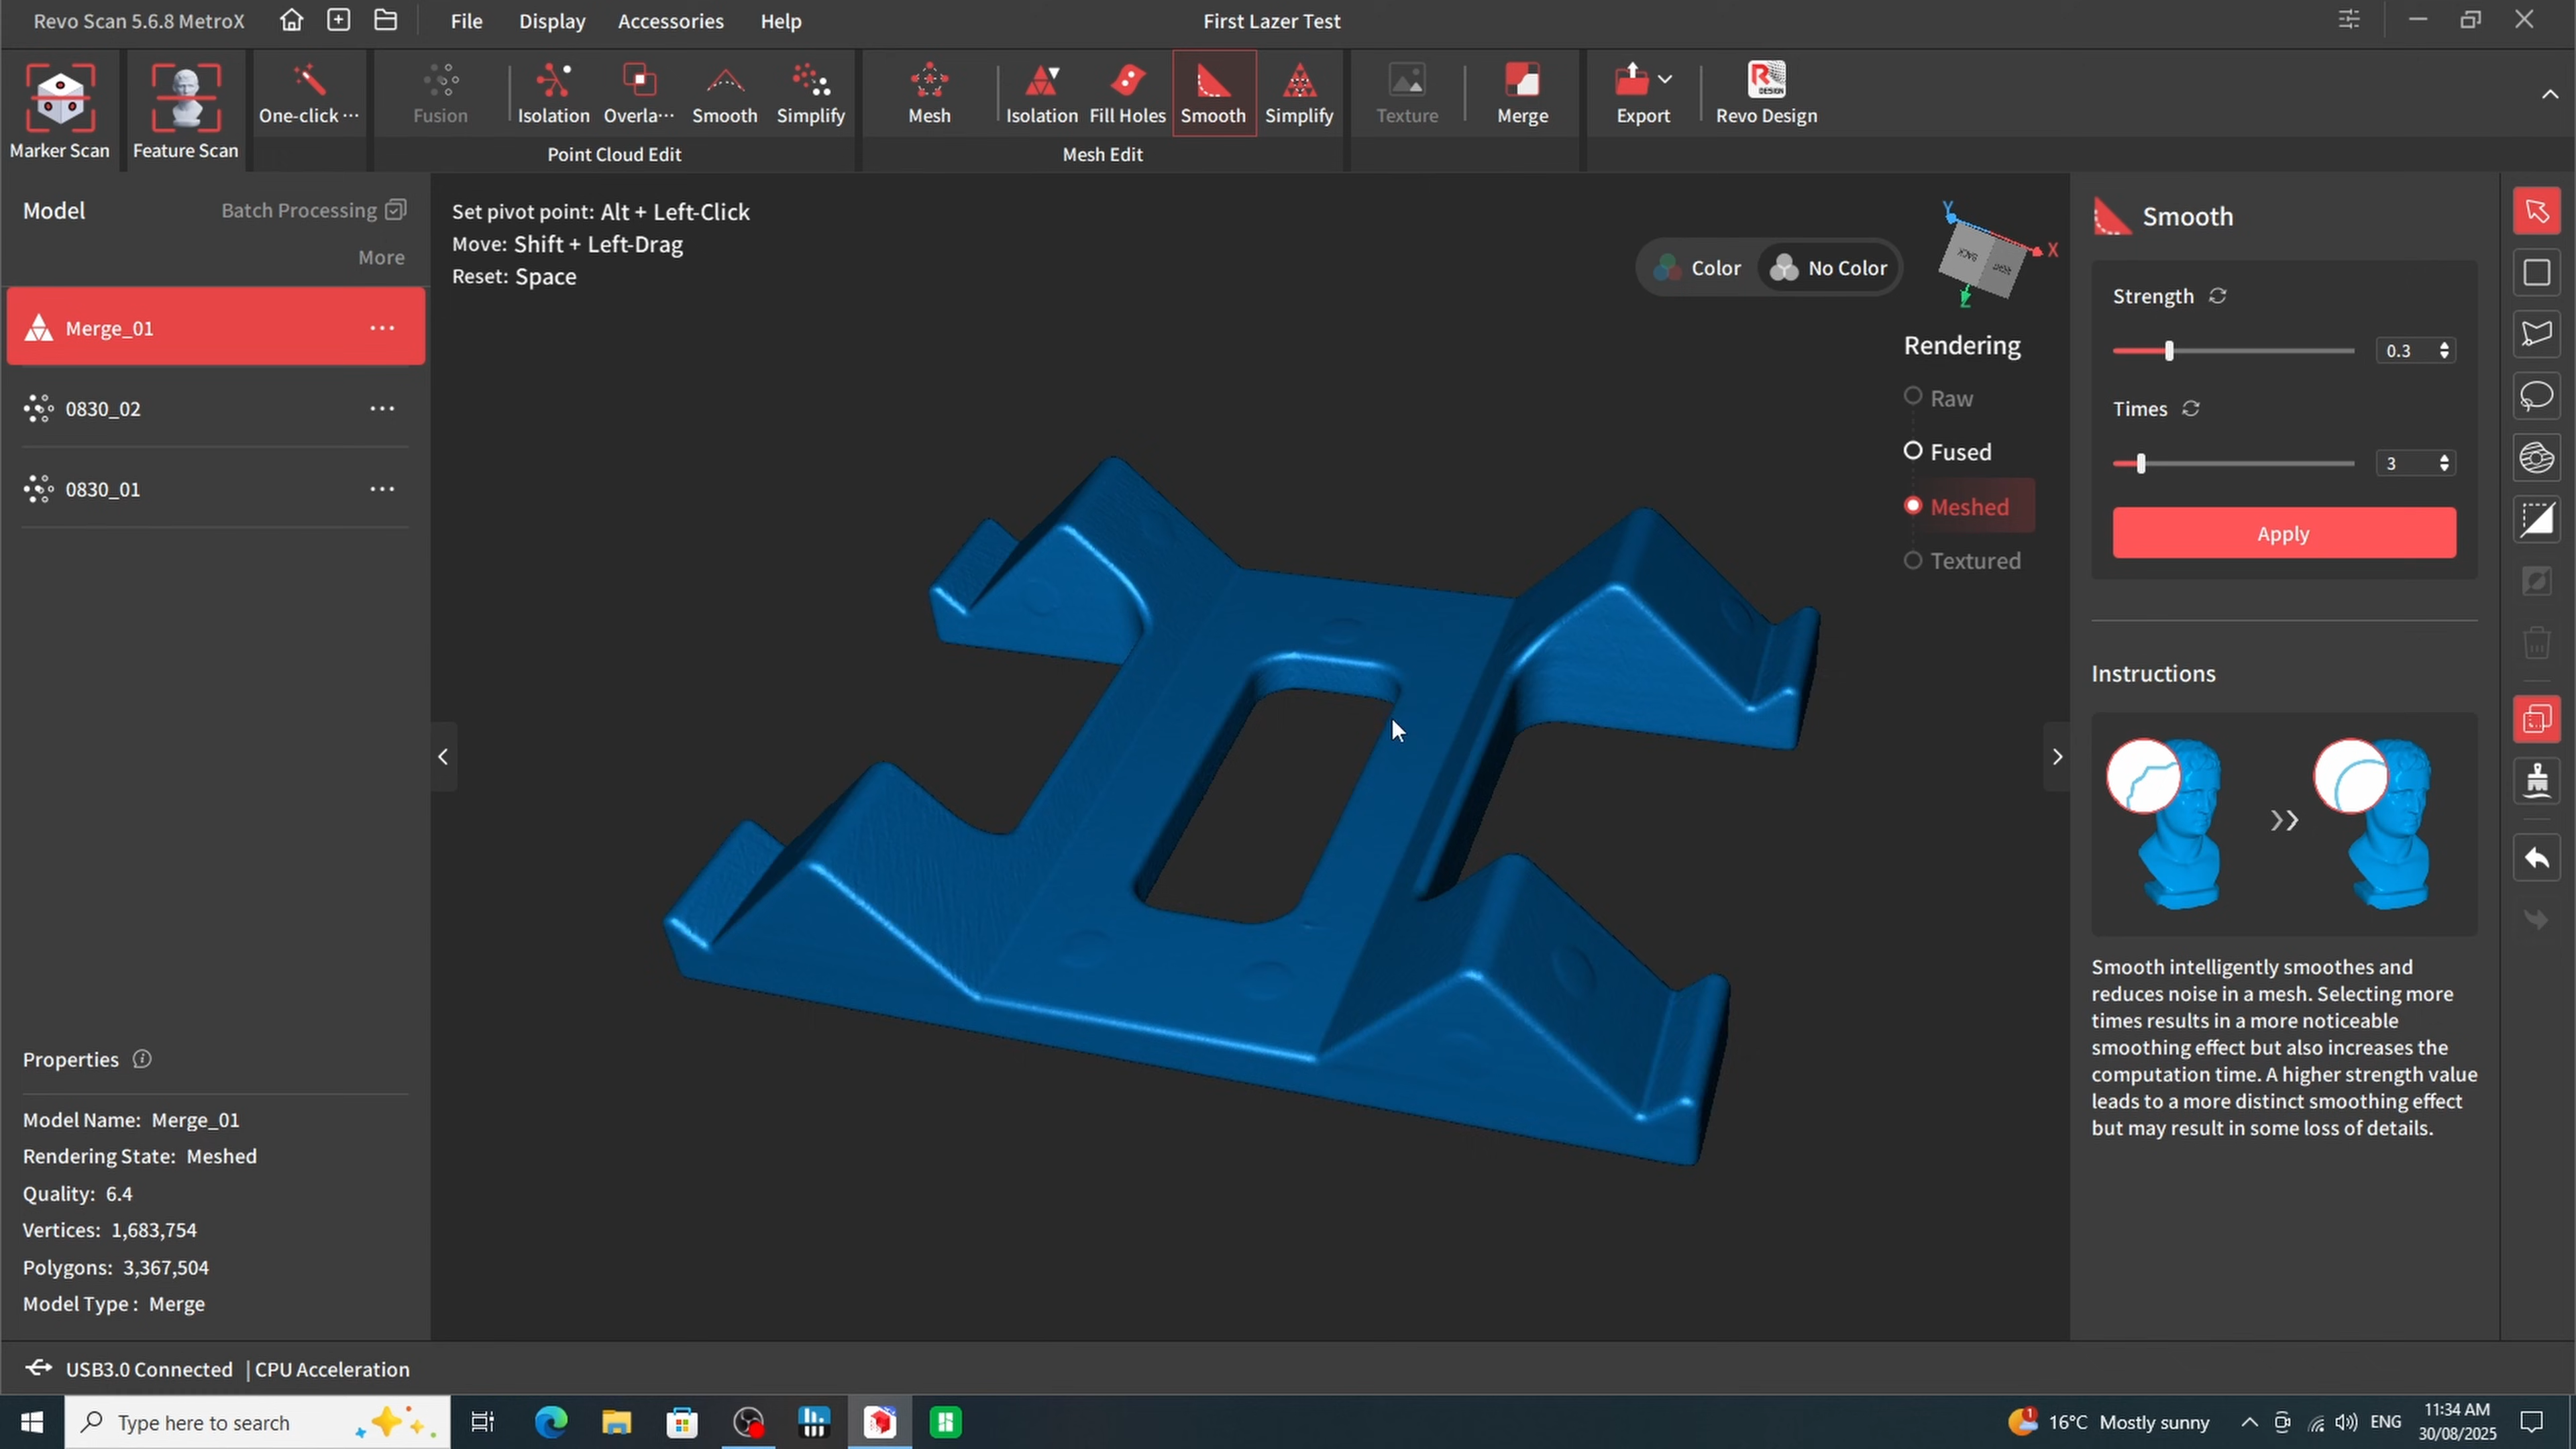 Revo Scan 5.6.8 MetroX
File
Display
Accessories
Help
First Lazer Test
Marker Scan
Feature Scan
One-click ...
Fusion
Isolation
Overla...
Smooth
Simplify
Point Cloud Edit
Mesh
Isolation
Fill Holes
Smooth
Simplify
Mesh Edit
Texture
Merge
Export
Revo Design
Model
Batch Processing
More
Merge_01
0830_02
0830_01
Properties
Model Name: Merge_01
Rendering State: Meshed
Quality: 6.4
Vertices: 1,683,754
Polygons: 3,367,504
Model Type : Merge
Set pivot point: Alt + Left-Click
Move: Shift + Left-Drag
Reset: Space
Color
No Color
Y
X
Z
BACK
Rendering
Raw
Fused
Meshed
Textured
Smooth
Strength
0.3
Times
3
Apply
Instructions
Smooth intelligently smoothes and
reduces noise in a mesh. Selecting more
times results in a more noticeable
smoothing effect but also increases the
computation time. A higher strength value
leads to a more distinct smoothing effect
but may result in some loss of details.
USB3.0 Connected | CPU Acceleration
Type here to search
1
16°C Mostly sunny
ENG
11:34 AM
30/08/2025